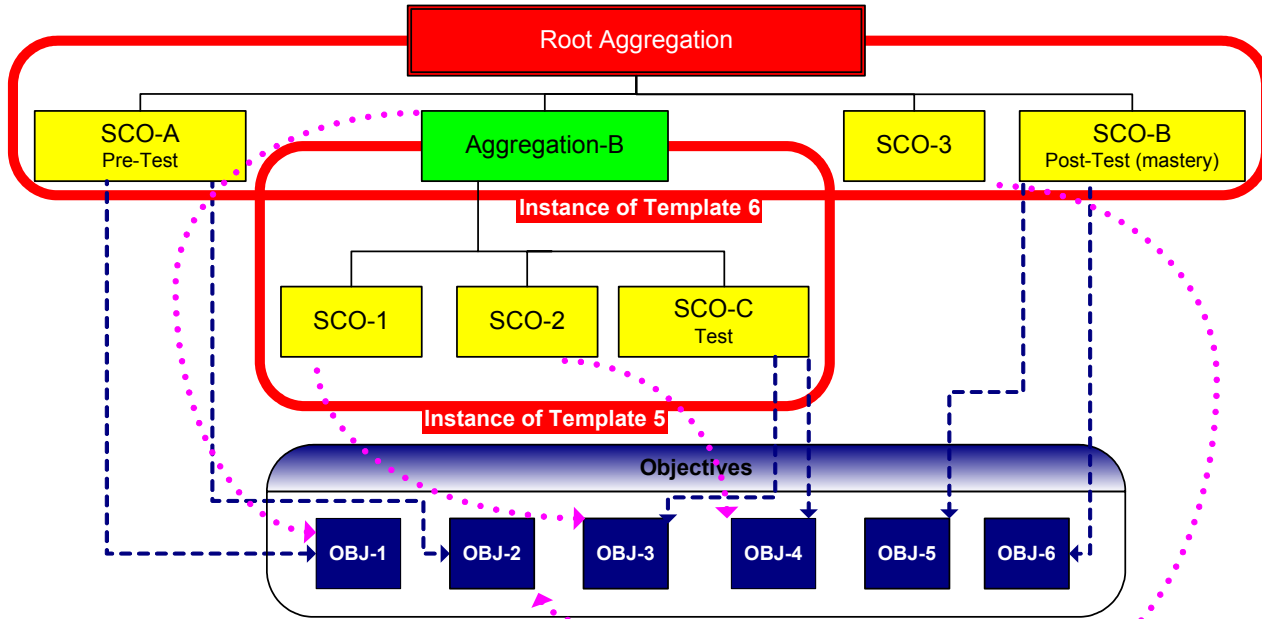 Root Aggregation
SCO-A
Pre-Test
Aggregation-B
SCO-3
SCO-B
Post-Test (mastery)
Instance of Template 6
SCO-1
SCO-2
SCO-C
Test
Instance of Template 5
Objectives
OBJ-1
OBJ-2
OBJ-3
OBJ-4
OBJ-5
OBJ-6